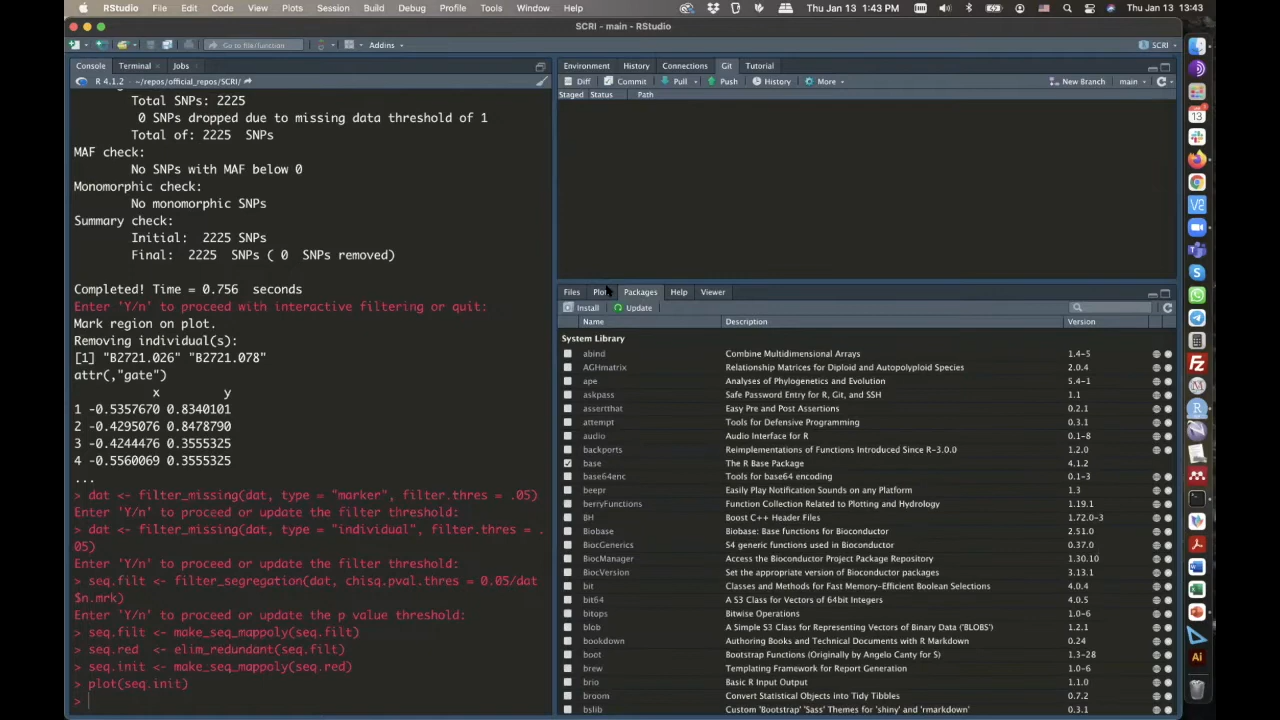 RStudio File Edit Code View Plots Session Build Debug Profile Tools Window Help Thu Jan 13 1:43 PM Thu Jan 13 13:43
SCRI - main - RStudio
Go to file/function Addins SCRI
Console Terminal Jobs
R 4.1.2 · ~/repos/official_repos/SCRI/
Total SNPs: 2225
0 SNPs dropped due to missing data threshold of 1
Total of: 2225 SNPs
MAF check:
No SNPs with MAF below 0
Monomorphic check:
No monomorphic SNPs
Summary check:
Initial: 2225 SNPs
Final: 2225 SNPs ( 0 SNPs removed)
Completed! Time = 0.756 seconds
Enter 'Y/n' to proceed with interactive filtering or quit:
Mark region on plot.
Removing individual(s):
[1] "B2721.026" "B2721.078"
attr(,"gate")
x y
1 -0.5357670 0.8340101
2 -0.4295076 0.8478790
3 -0.4244476 0.3555325
4 -0.5560069 0.3555325
...
> dat <- filter_missing(dat, type = "marker", filter.thres = .05)
Enter 'Y/n' to proceed or update the filter threshold:
> dat <- filter_missing(dat, type = "individual", filter.thres = .
05)
Enter 'Y/n' to proceed or update the filter threshold:
> seq.filt <- filter_segregation(dat, chisq.pval.thres = 0.05/dat
$n.mrk)
Enter 'Y/n' to proceed or update the p value threshold:
> seq.filt <- make_seq_mappoly(seq.filt)
> seq.red <- elim_redundant(seq.filt)
> seq.init <- make_seq_mappoly(seq.red)
> plot(seq.init)
>
Environment History Connections Git Tutorial
Diff Commit Pull Push History More New Branch main
Staged Status Path
Files Plots Packages Help Viewer
Install Update
Name Description Version
System Library
abind Combine Multidimensional Arrays 1.4-5
AGHmatrix Relationship Matrices for Diploid and Autopolyploid Species 2.0.4
ape Analyses of Phylogenetics and Evolution 5.4-1
askpass Safe Password Entry for R, Git, and SSH 1.1
assertthat Easy Pre and Post Assertions 0.2.1
attempt Tools for Defensive Programming 0.3.1
audio Audio Interface for R 0.1-8
backports Reimplementations of Functions Introduced Since R-3.0.0 1.2.0
base The R Base Package 4.1.2
base64enc Tools for base64 encoding 0.1-3
beepr Easily Play Notification Sounds on any Platform 1.3
berryFunctions Function Collection Related to Plotting and Hydrology 1.19.1
BH Boost C++ Header Files 1.72.0-3
Biobase Biobase: Base functions for Bioconductor 2.51.0
BiocGenerics S4 generic functions used in Bioconductor 0.37.0
BiocManager Access the Bioconductor Project Package Repository 1.30.10
BiocVersion Set the appropriate version of Bioconductor packages 3.13.1
bit Classes and Methods for Fast Memory-Efficient Boolean Selections 4.0.4
bit64 A S3 Class for Vectors of 64bit Integers 4.0.5
bitops Bitwise Operations 1.0-6
blob A Simple S3 Class for Representing Vectors of Binary Data ('BLOBS') 1.2.1
bookdown Authoring Books and Technical Documents with R Markdown 0.24
boot Bootstrap Functions (Originally by Angelo Canty for S) 1.3-28
brew Templating Framework for Report Generation 1.0-6
brio Basic R Input Output 1.1.0
broom Convert Statistical Objects into Tidy Tibbles 0.7.2
bslib Custom 'Bootstrap' 'Sass' Themes for 'shiny' and 'rmarkdown' 0.3.1